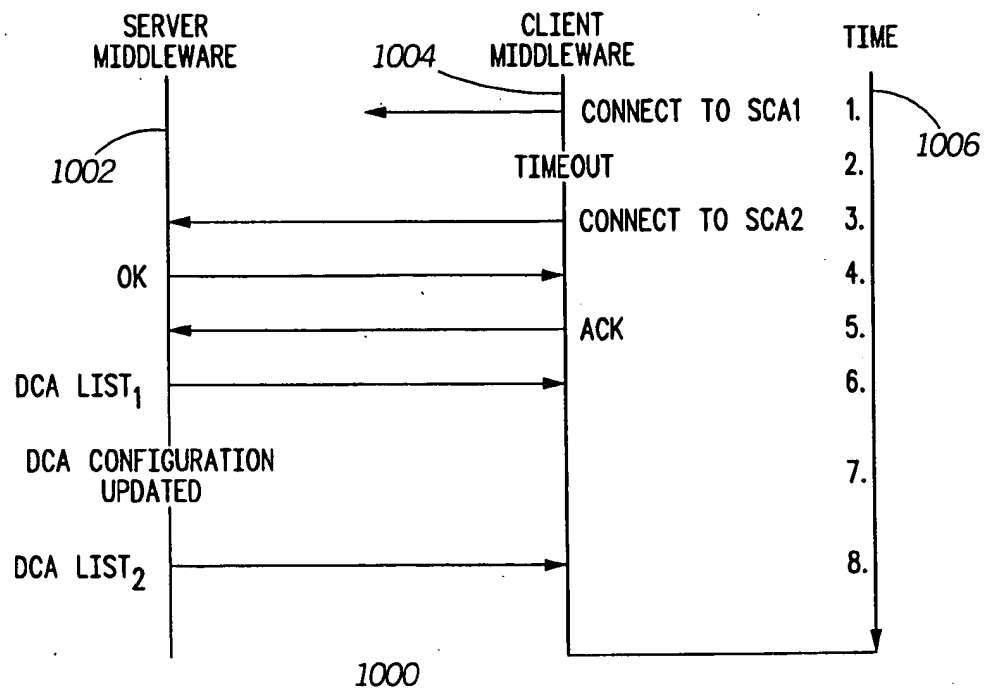 SERVER
MIDDLEWARE
CLIENT
MIDDLEWARE
TIME
1004
1002
1006
CONNECT TO SCA1 1.
TIMEOUT 2.
CONNECT TO SCA2 3.
OK 4.
ACK 5.
DCA LIST₁ 6.
DCA CONFIGURATION
UPDATED
7.
DCA LIST₂ 8.
1000